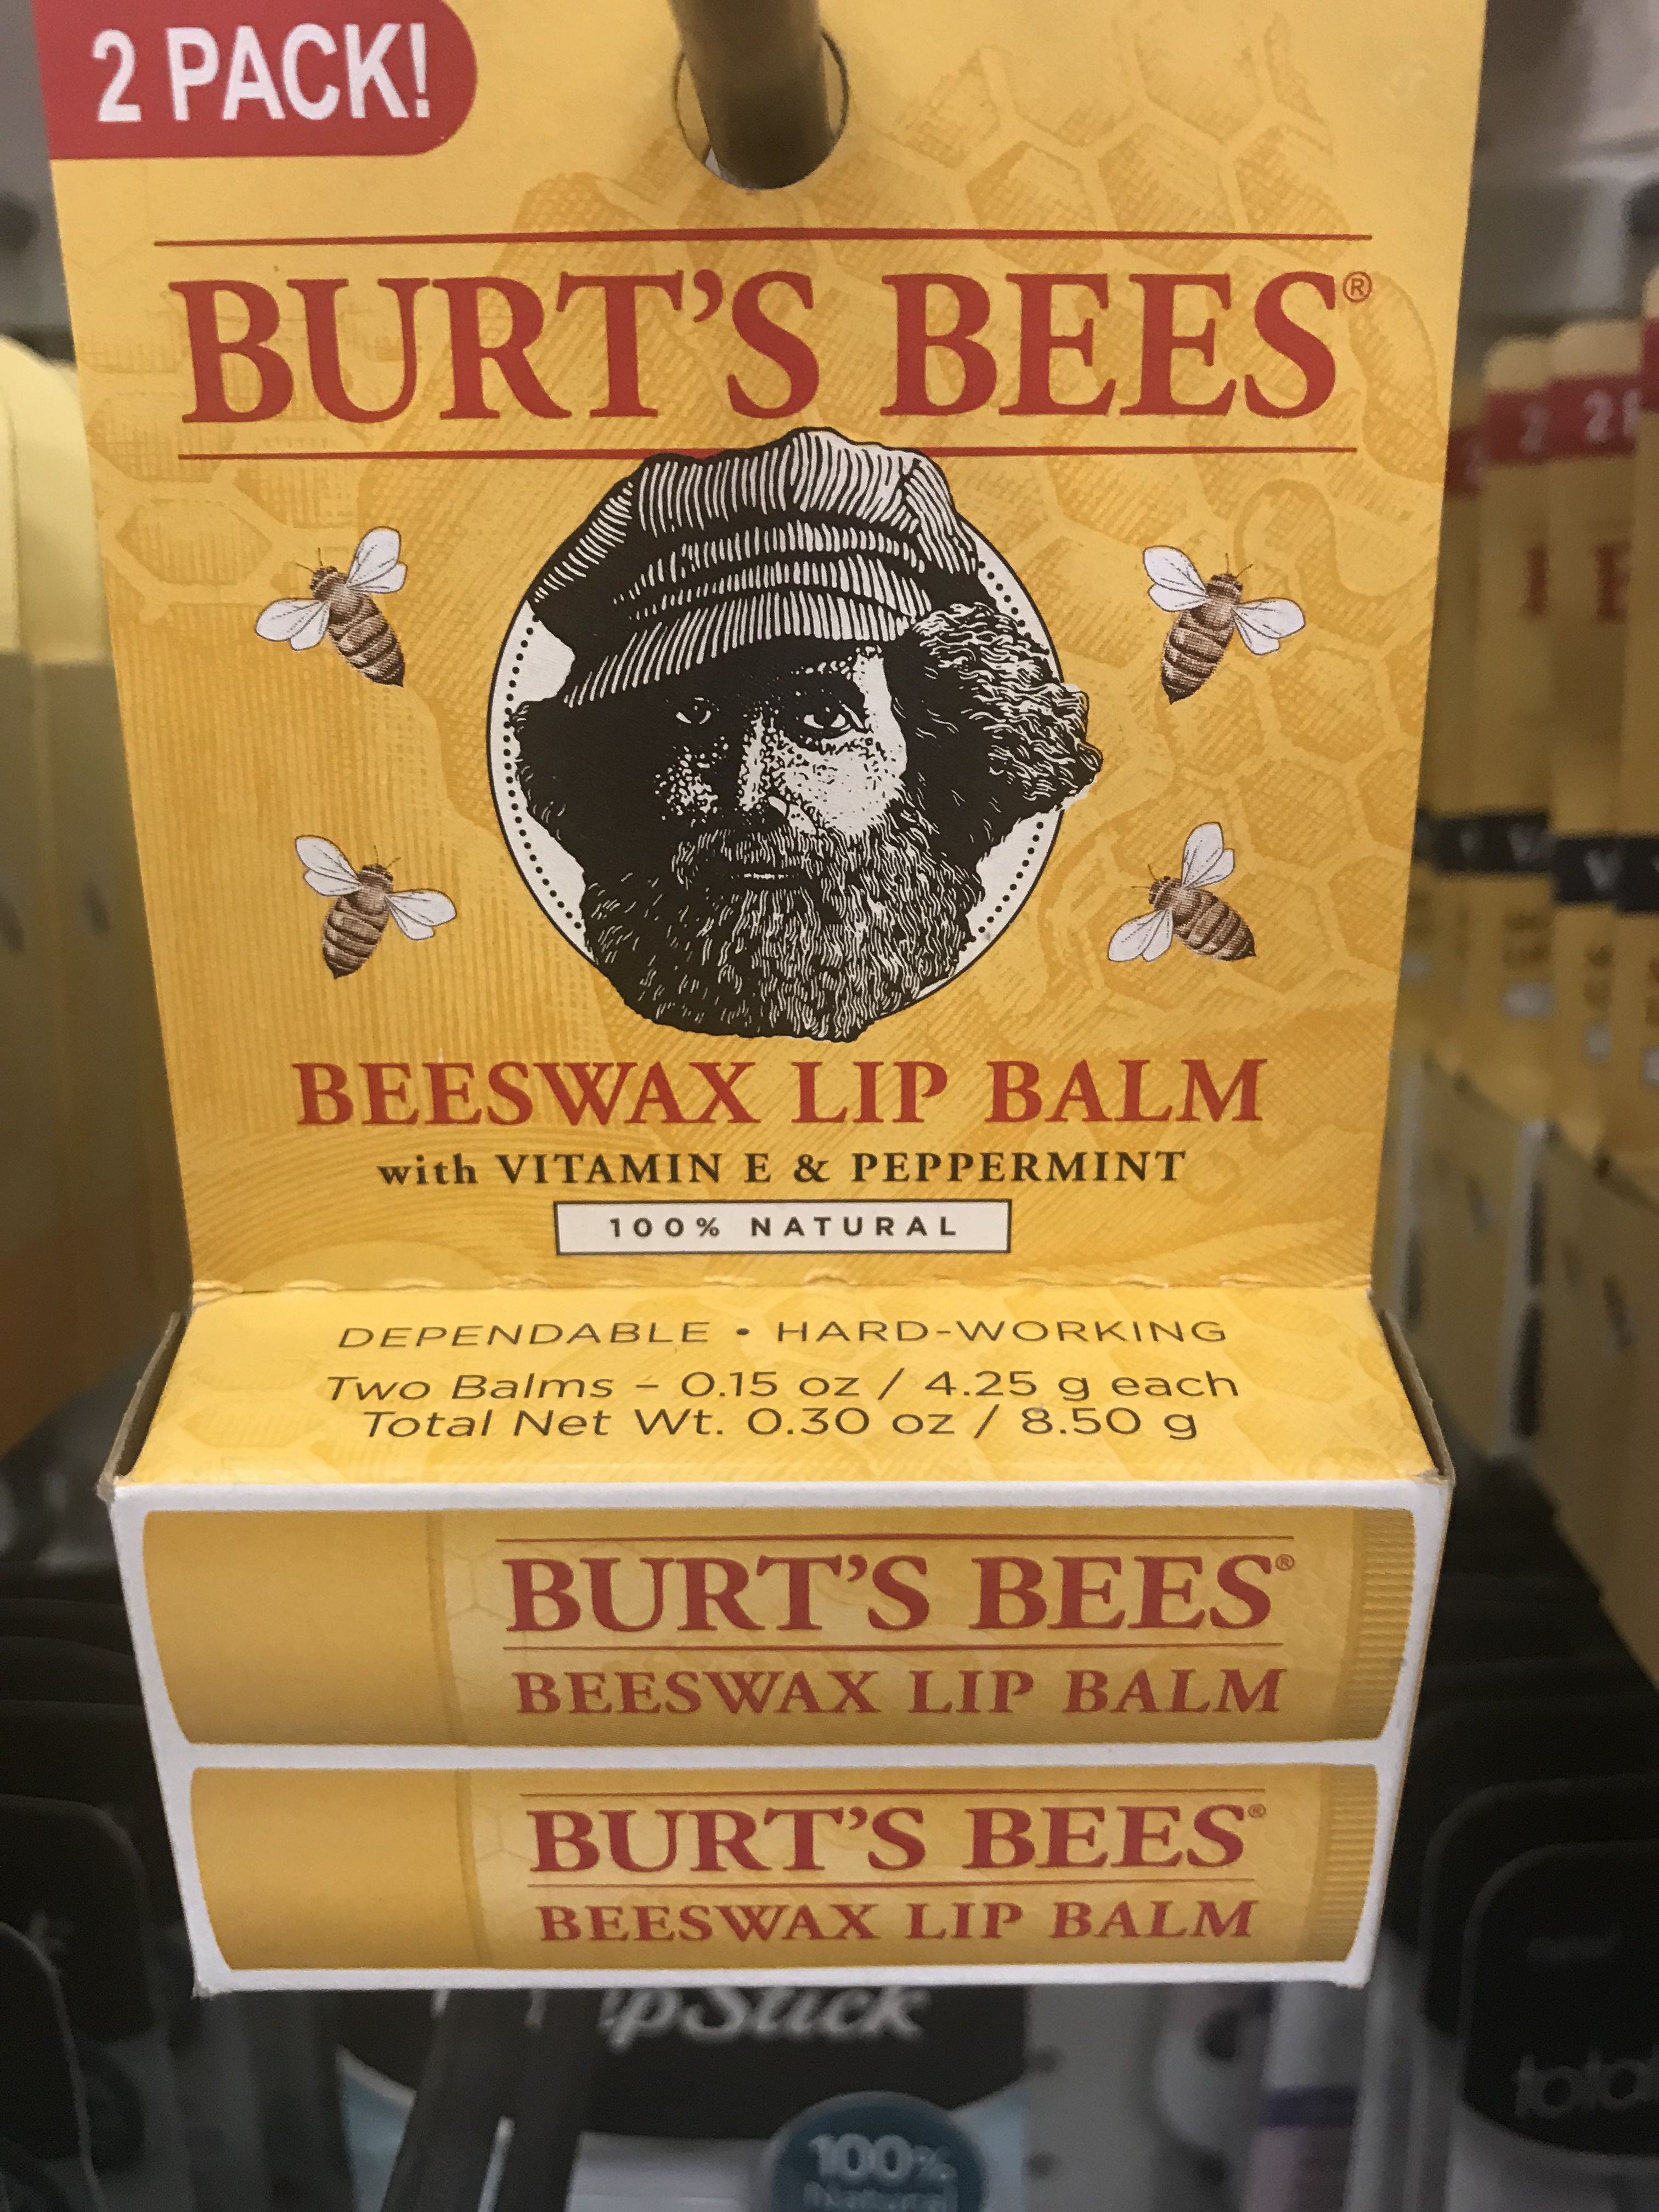 2 PACK!
BURT'S BEES®
BEESWAX LIP BALM
with VITAMIN E & PEPPERMINT
100% NATURAL
DEPENDABLE • HARD-WORKING
Two Balms – 0.15 oz / 4.25 g each
Total Net Wt. 0.30 oz / 8.50 g
BURT'S BEES®
BEESWAX LIP BALM
BURT'S BEES®
BEESWAX LIP BALM
100%
Natural